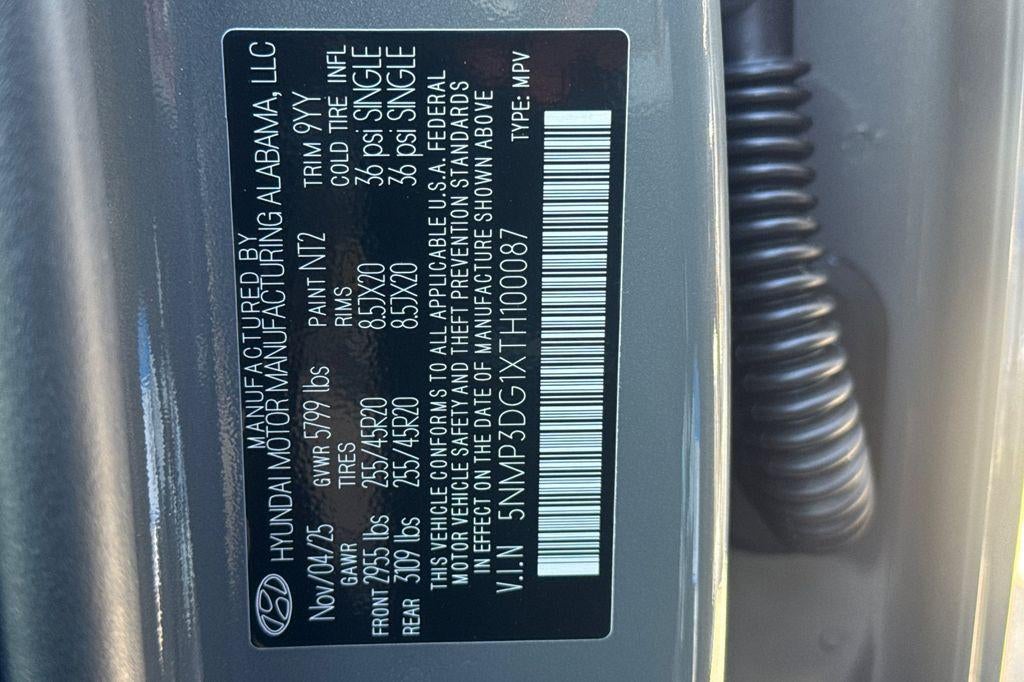 MANUFACTURED BY
HYUNDAI MOTOR MANUFACTURING ALABAMA, LLC
Nov/04/25 GVWR 5799 lbs PAINT NT2 TRIM 9YY
GAWR TIRES RIMS COLD TIRE INFL
FRONT 2955 lbs 255/45R20 8.5JX20 36 psi SINGLE
REAR 3109 lbs 255/45R20 8.5JX20 36 psi SINGLE
THIS VEHICLE CONFORMS TO ALL APPLICABLE U.S.A. FEDERAL
MOTOR VEHICLE SAFETY AND THEFT PREVENTION STANDARDS
IN EFFECT ON THE DATE OF MANUFACTURE SHOWN ABOVE
V.I.N 5NMP3DG1XTH100087 TYPE: MPV